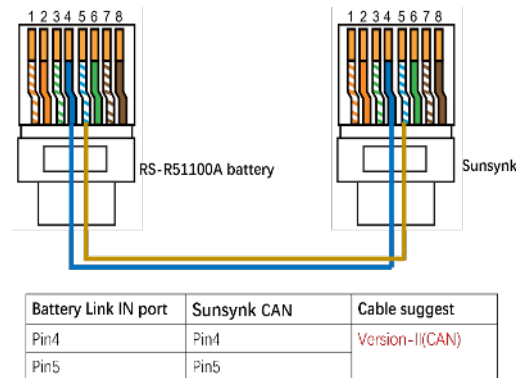 1 2 3 4 5 6 7 8
1 2 3 4 5 6 7 8
RS-R51100A battery
Sunsynk
Battery Link IN port Sunsynk CAN Cable suggest
Pin4 Pin4 Version-II(CAN)
Pin5 Pin5